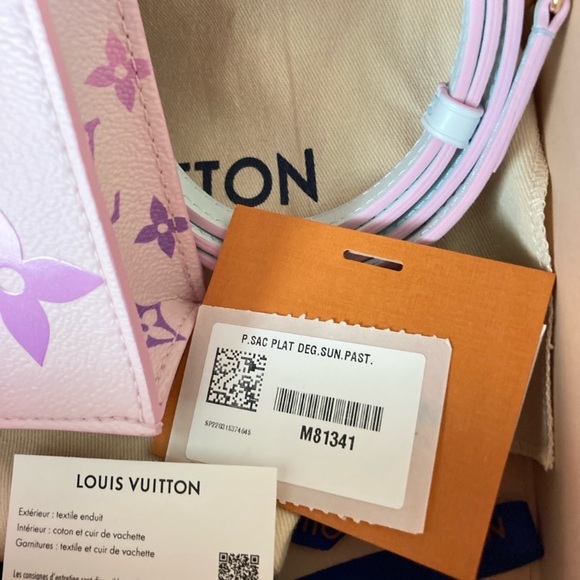 TTON
P.SAC PLAT DEG.SUN.PAST.
M81341
LOUIS VUITTON
Extérieur : textile enduit
Intérieur : coton et cuir de vachette
Garnitures : textile et cuir de vachette